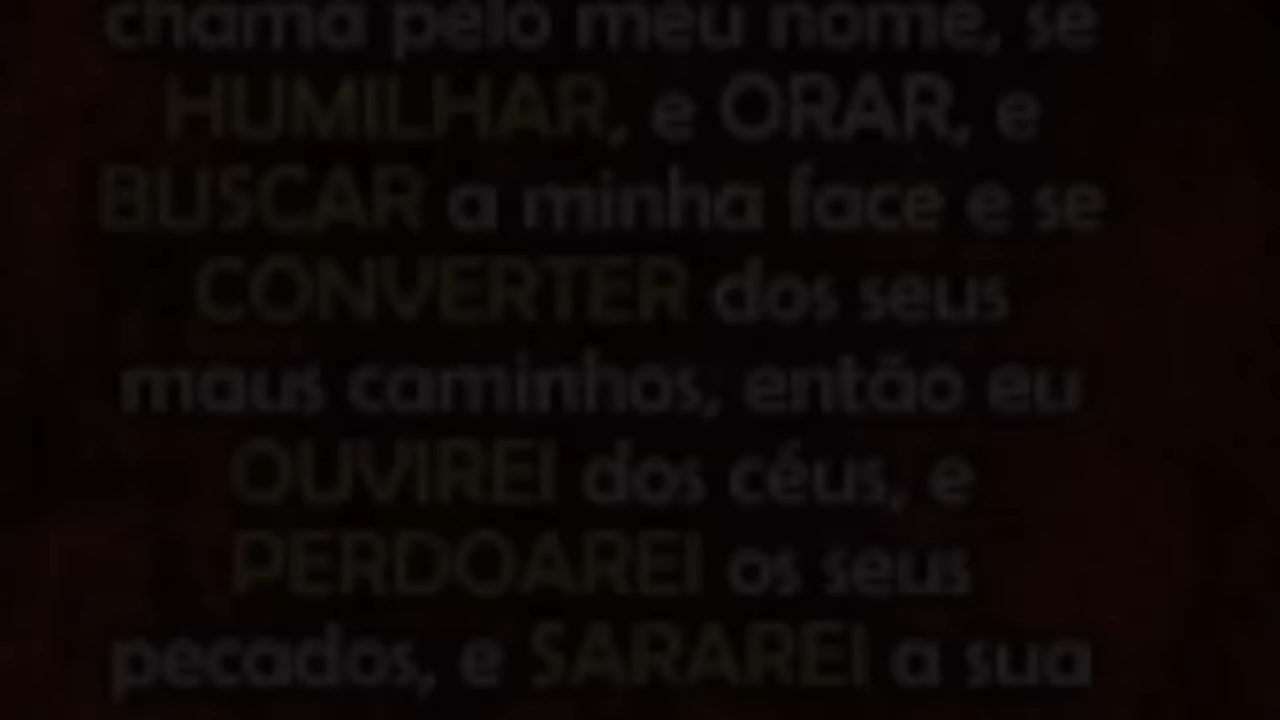 chama pelo meu nome, se
HUMILHAR, e ORAR, e
BUSCAR a minha face e se
CONVERTER dos seus
maus caminhos, então eu
OUVIREI dos céus, e
PERDOAREI os seus
pecados, e SARAREI a sua